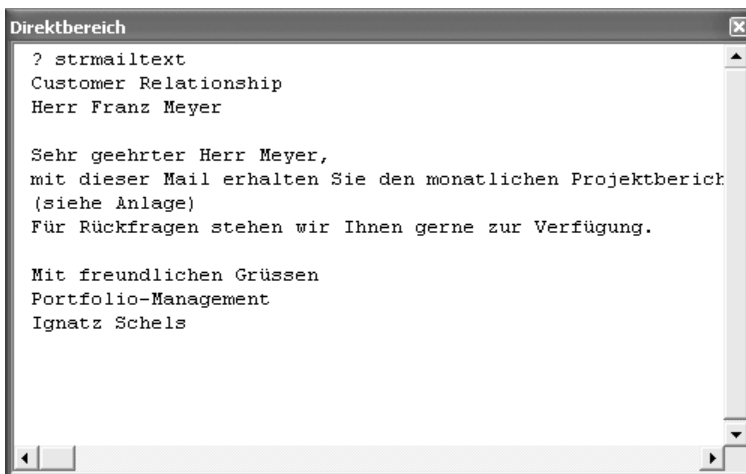 Direktbereich
? strmailtext
Customer Relationship
Herr Franz Meyer
Sehr geehrter Herr Meyer,
mit dieser Mail erhalten Sie den monatlichen Projektberich
(siehe Anlage)
Für Rückfragen stehen wir Ihnen gerne zur Verfügung.
Mit freundlichen Grüssen
Portfolio-Management
Ignatz Schels